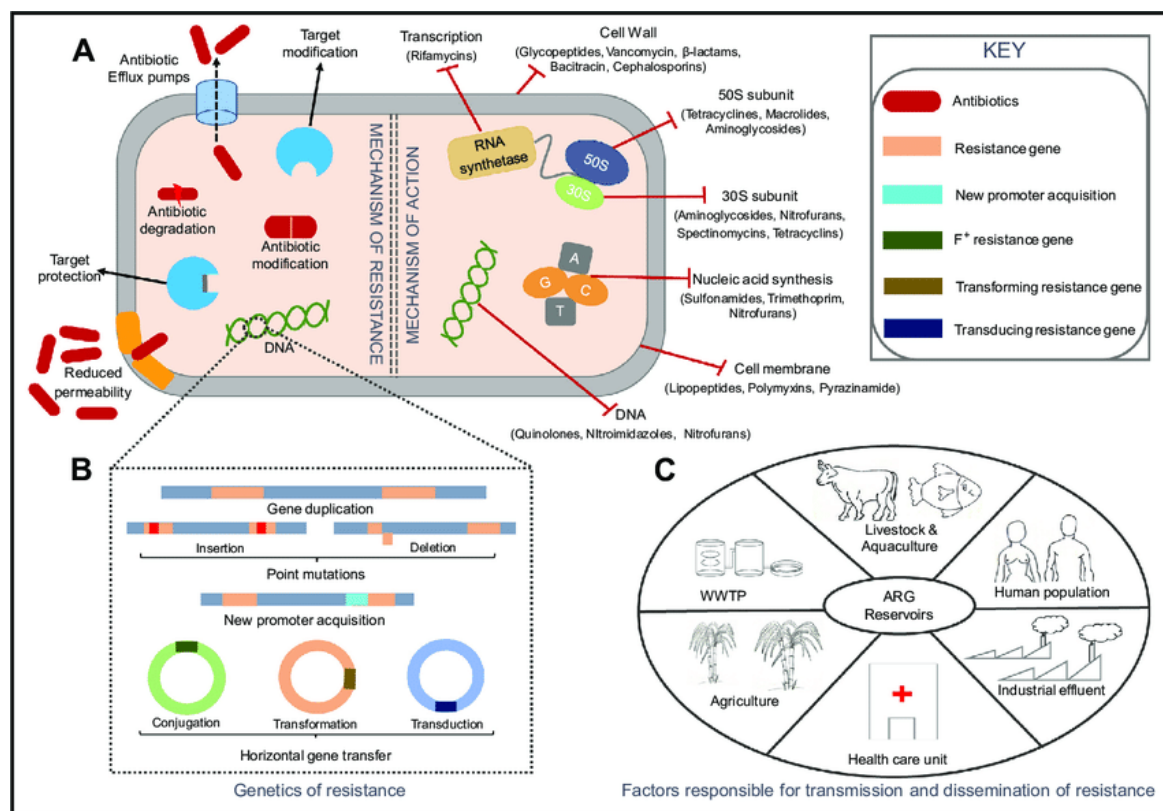 A
Antibiotic
Efflux pumps
Target
modification
Transcription
(Rifamycins)
Cell Wall
(Glycopeptides, Vancomycin, β-lactams,
Bacitracin, Cephalosporins)
50S subunit
(Tetracyclines, Macrolides,
Aminoglycosides)
RNA
synthetase
50S
30S
30S subunit
(Aminoglycosides, Nitrofurans,
Spectinomycins, Tetracyclins)
Antibiotic
degradation
Antibiotic
modification
Target
protection
MECHANISM OF RESISTANCE
MECHANISM OF ACTION
A
G
C
T
Nucleic acid synthesis
(Sulfonamides, Trimethoprim,
Nitrofurans)
DNA
Reduced
permeability
Cell membrane
(Lipopeptides, Polymyxins, Pyrazinamide)
DNA
(Quinolones, NItroimidazoles, Nitrofurans)
KEY
Antibiotics
Resistance gene
New promoter acquisition
F+ resistance gene
Transforming resistance gene
Transducing resistance gene
B
Gene duplication
Insertion
Deletion
Point mutations
New promoter acquisition
Conjugation
Transformation
Transduction
Horizontal gene transfer
Genetics of resistance
C
Livestock &
Aquaculture
WWTP
Human population
ARG
Reservoirs
Agriculture
Industrial effluent
Health care unit
Factors responsible for transmission and dissemination of resistance